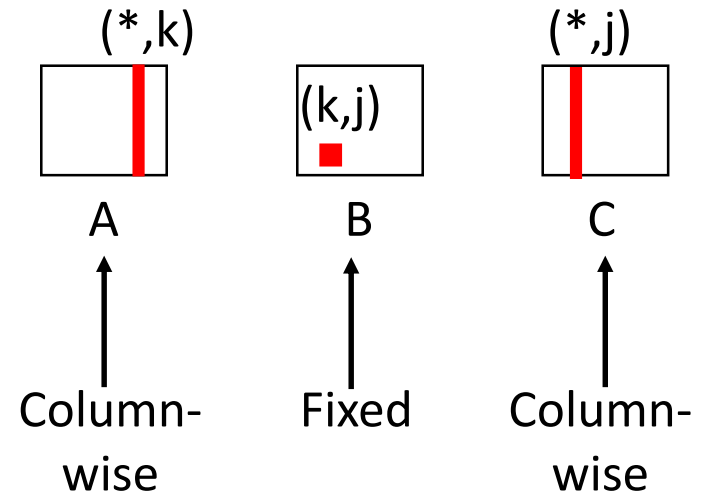 (*,k)
(*,j)
(k,j)
A
B
C
Column-
wise
Fixed
Column-
wise